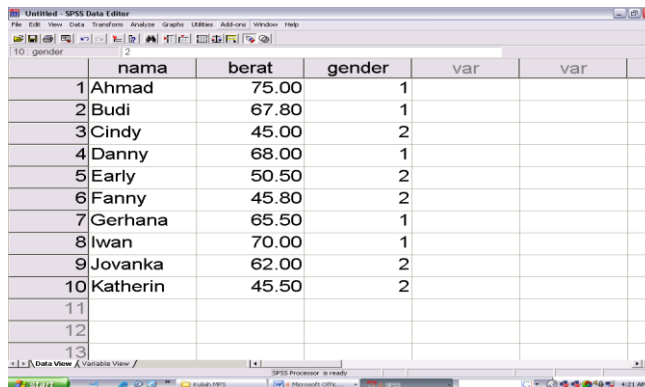 Untitled - SPSS Data Editor
File Edit View Data Transform Analyze Graphs Utilities Add-ons Window Help
10 : gender 2
nama berat gender var var
1 Ahmad 75.00 1
2 Budi 67.80 1
3 Cindy 45.00 2
4 Danny 68.00 1
5 Early 50.50 2
6 Fanny 45.80 2
7 Gerhana 65.50 1
8 Iwan 70.00 1
9 Jovanka 62.00 2
10 Katherin 45.50 2
11
12
13
Data View Variable View
SPSS Processor is ready
start Kuliah MPS Microsoft Offic... SPSS 4:21 AM